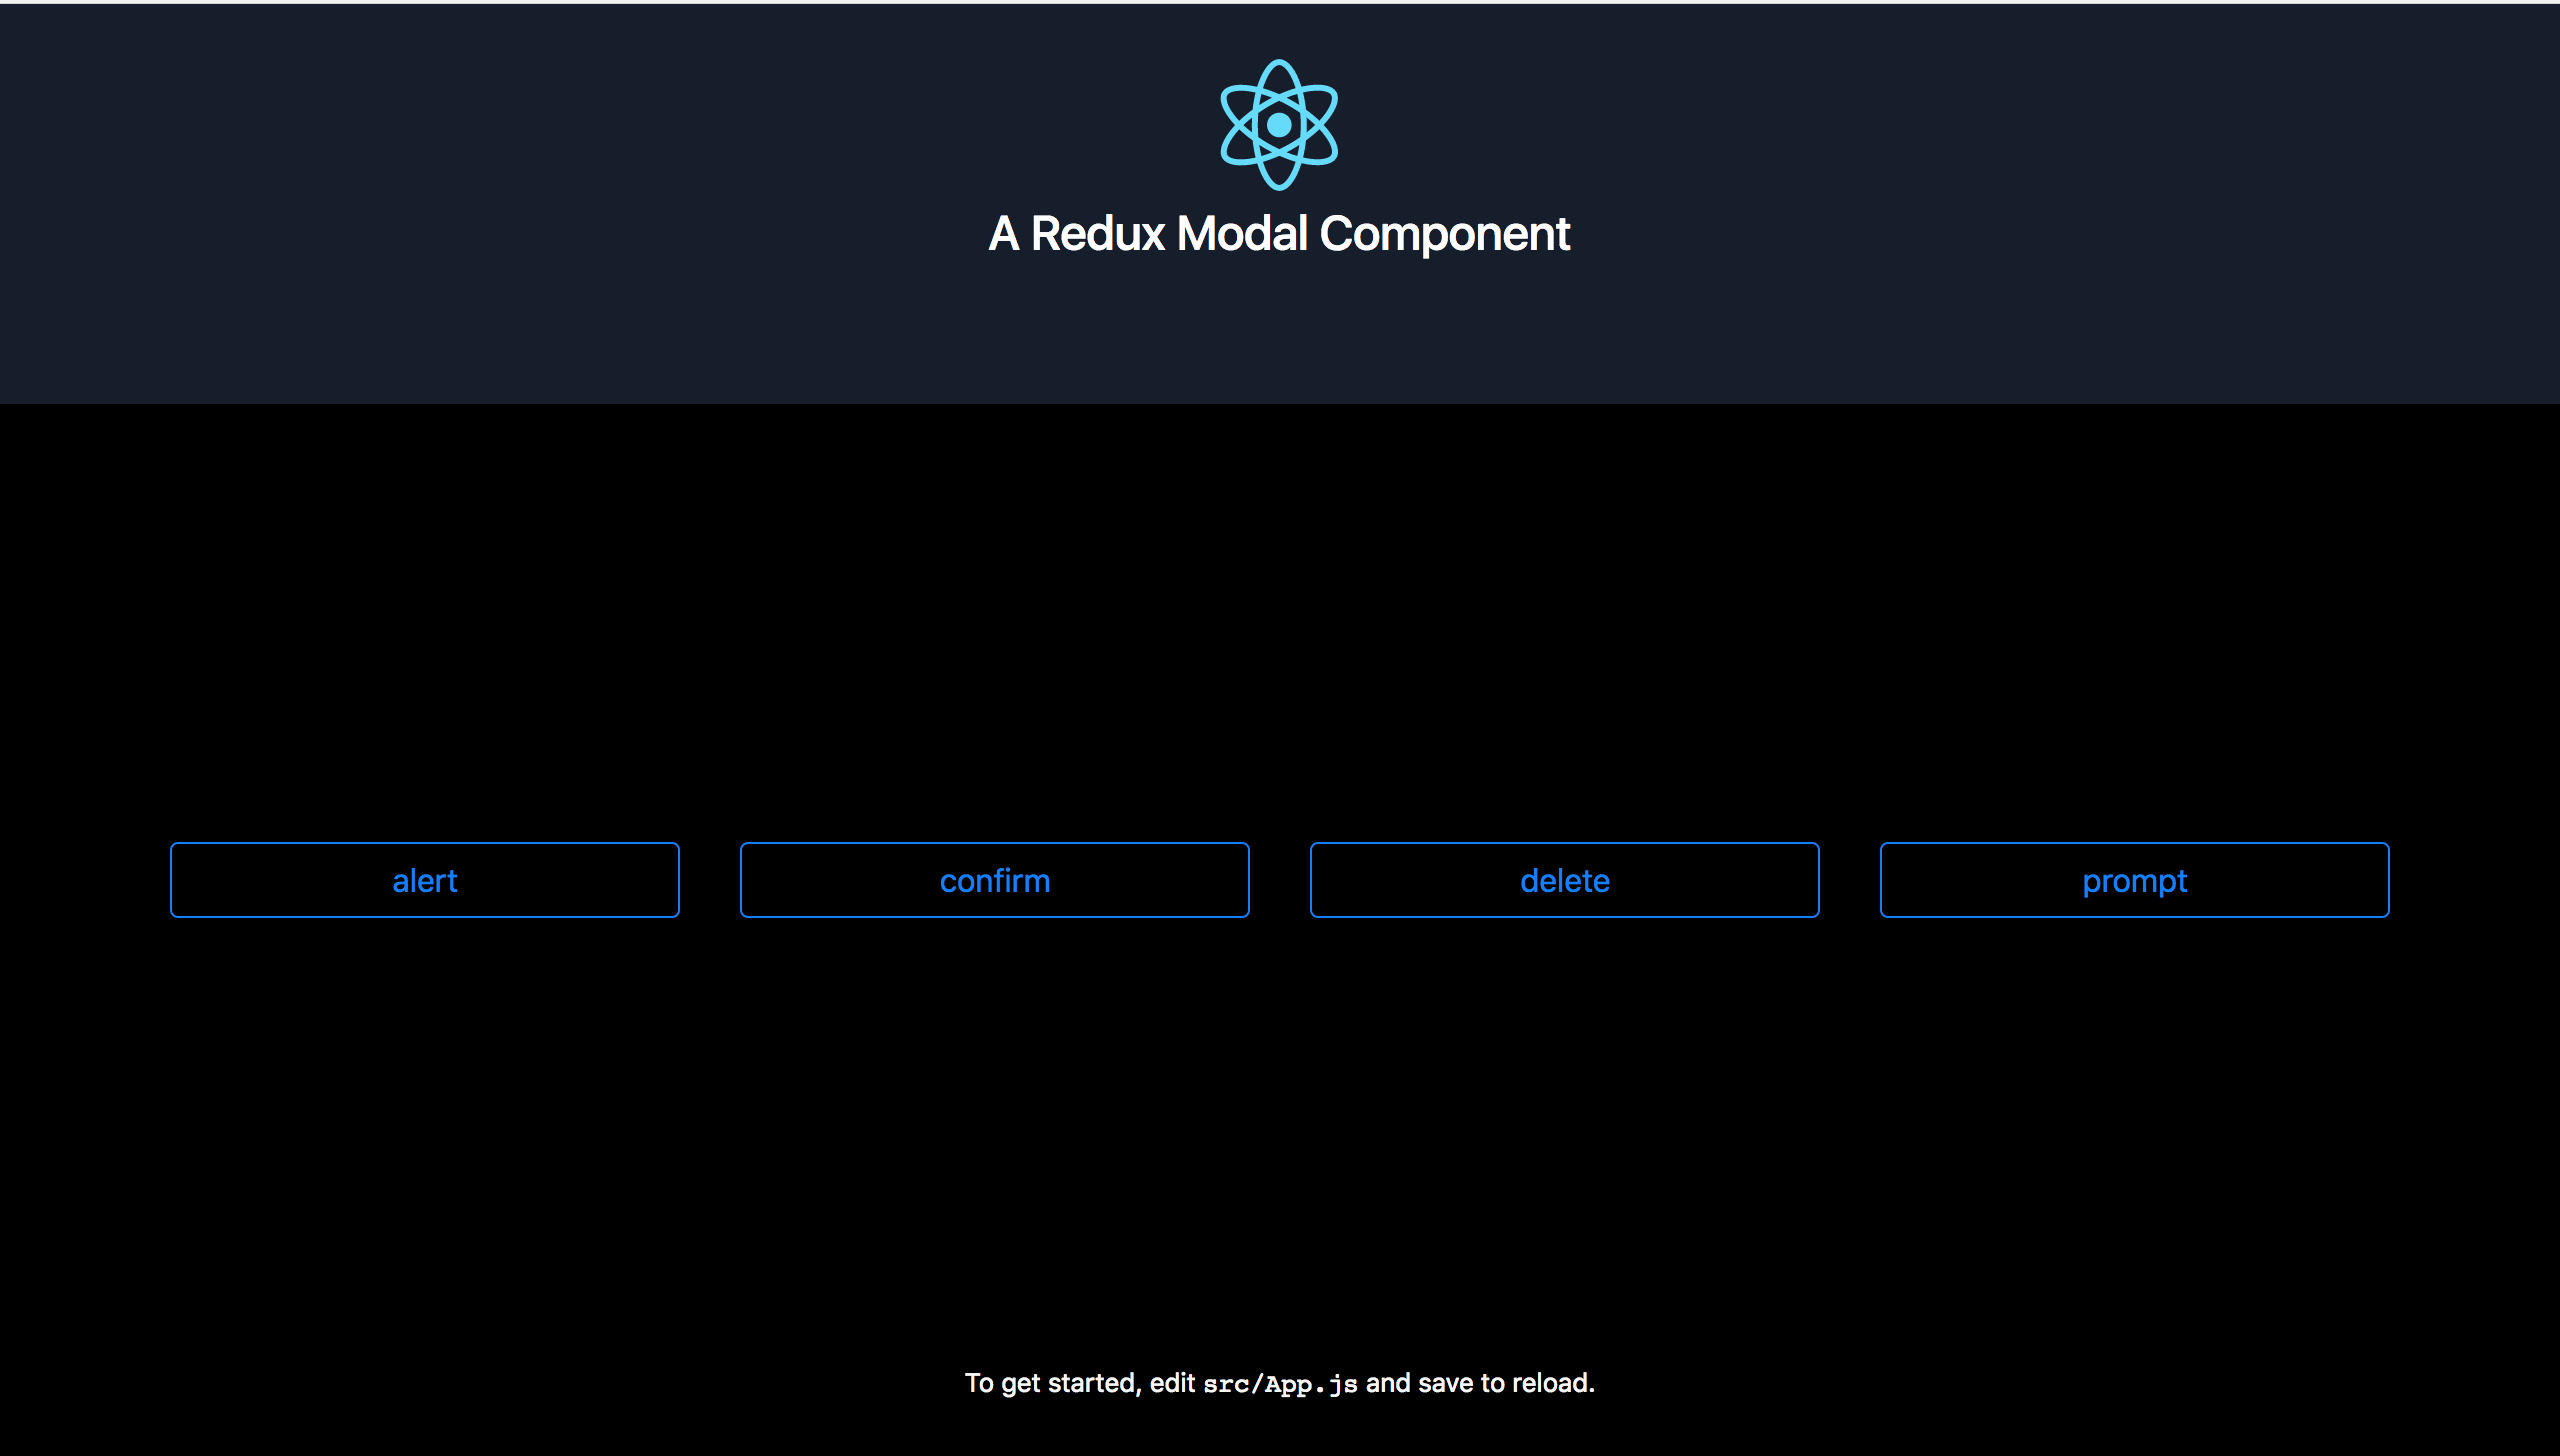 A Redux Modal Component
alert
confirm
delete
prompt
To get started, edit src/App.js and save to reload.